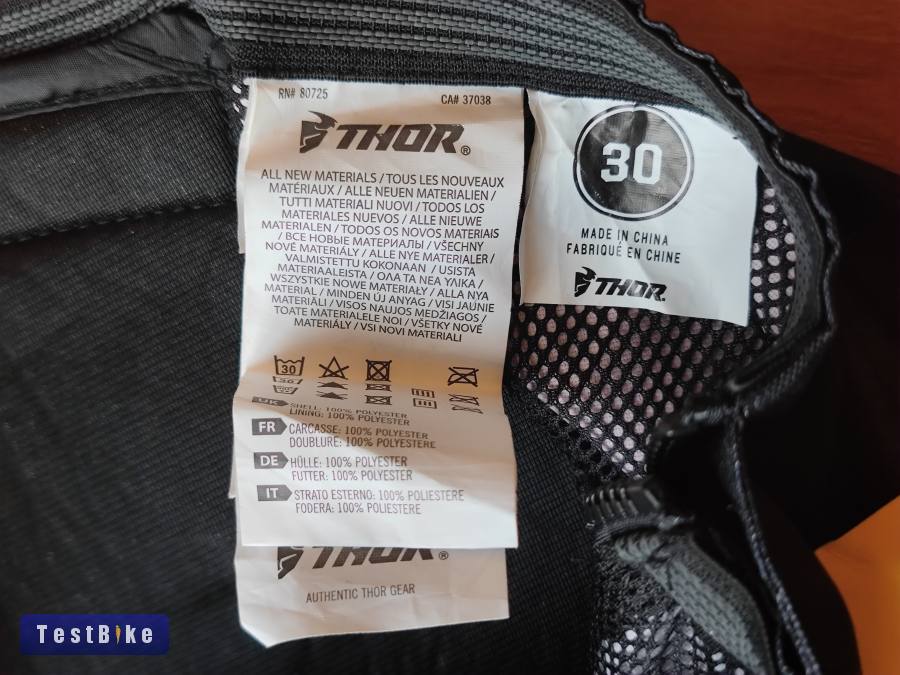 RN# 80725 CA# 37038
THOR®
ALL NEW MATERIALS / TOUS LES NOUVEAUX
MATÉRIAUX / ALLE NEUEN MATERIALIEN /
TUTTI MATERIALI NUOVI / TODOS LOS
MATERIALES NUEVOS / ALLE NIEUWE
MATERIALEN / TODOS OS NOVOS MATERIAIS
/ ВСЕ НОВЫЕ МАТЕРИАЛЫ / VŠECHNY
NOVÉ MATERIÁLY / ALLE NYE MATERIALER /
VALMISTETTU KOKONAAN / UUSISTA
MATERIAALEISTA / ΟΛΑ ΤΑ ΝΕΑ ΥΛΙΚΑ /
WSZYSTKIE NOWE MATERIAŁY / ALLA NYA
MATERIAL / MINDEN ÚJ ANYAG / VISI JAUNIE
MATERIĀLI / VISOS NAUJOS MEDŽIAGOS /
TOATE MATERIALELE NOI / VŠETKY NOVÉ
MATERIÁLY / VSI NOVI MATERIALI
30
UK SHELL: 100% POLYESTER
LINING: 100% POLYESTER
FR CARCASSE: 100% POLYESTER
DOUBLURE: 100% POLYESTERE
DE HÜLLE: 100% POLYESTER
FUTTER: 100% POLYESTER
IT STRATO ESTERNO: 100% POLIESTERE
FODERA: 100% POLIESTERE
THOR®
AUTHENTIC THOR GEAR
30
MADE IN CHINA
FABRIQUÉ EN CHINE
THOR®
TestBike